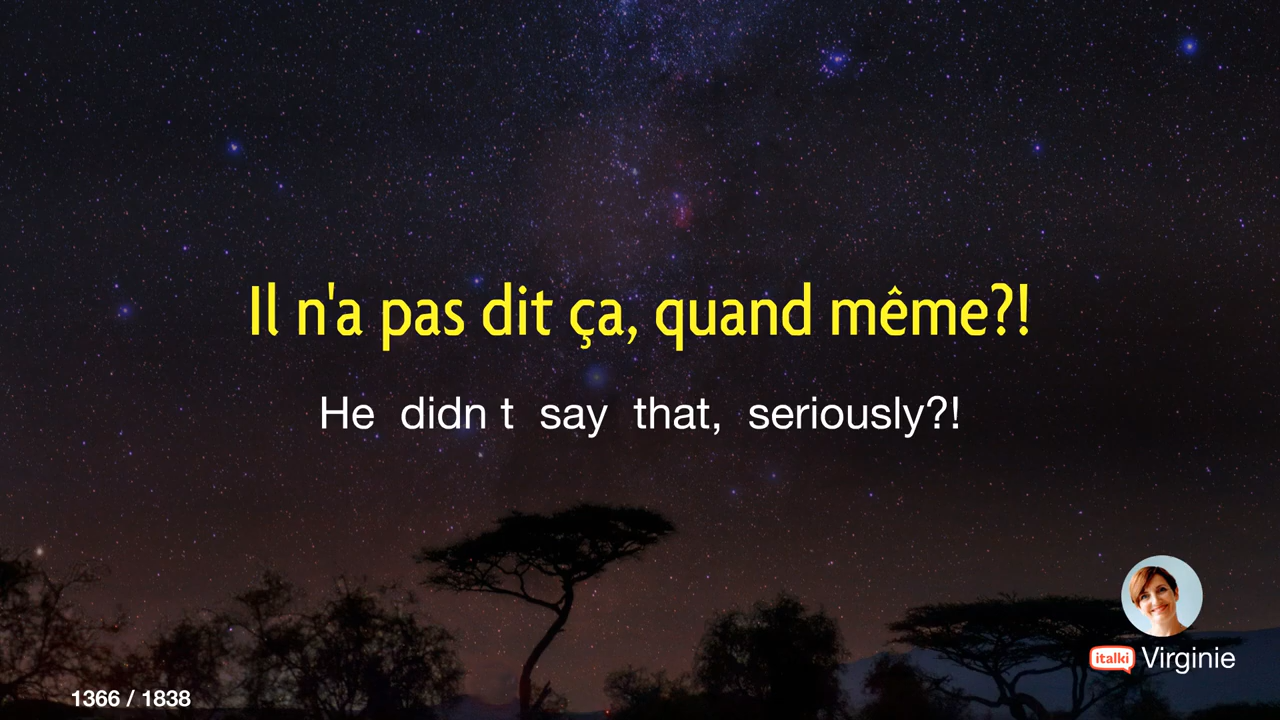 Il n'a pas dit ça, quand même?!
He didn t say that, seriously?!
italki Virginie
1366 / 1838